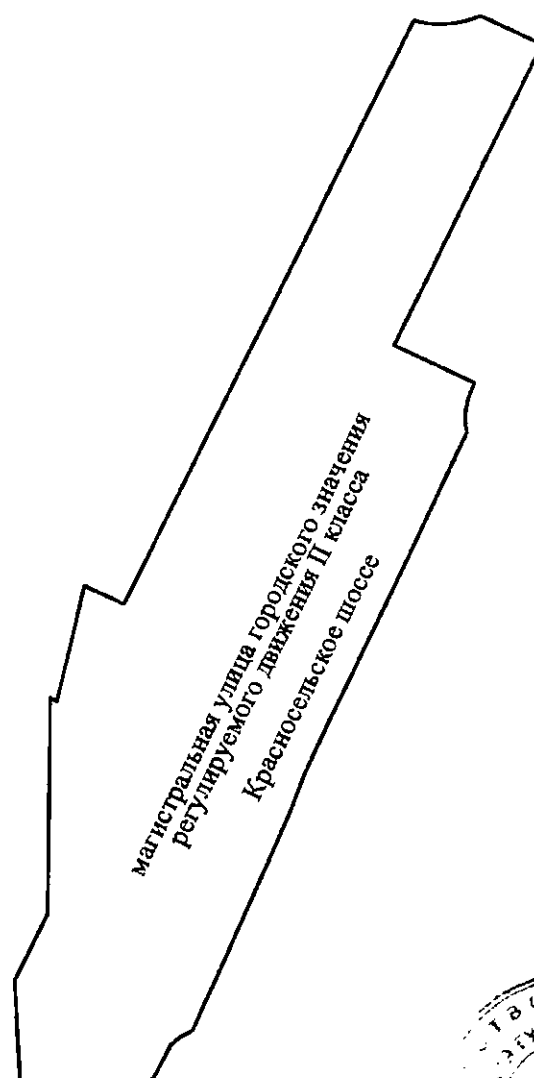 магистральная улица городского значения
регулируемого движения II класса
Красносельское шоссе